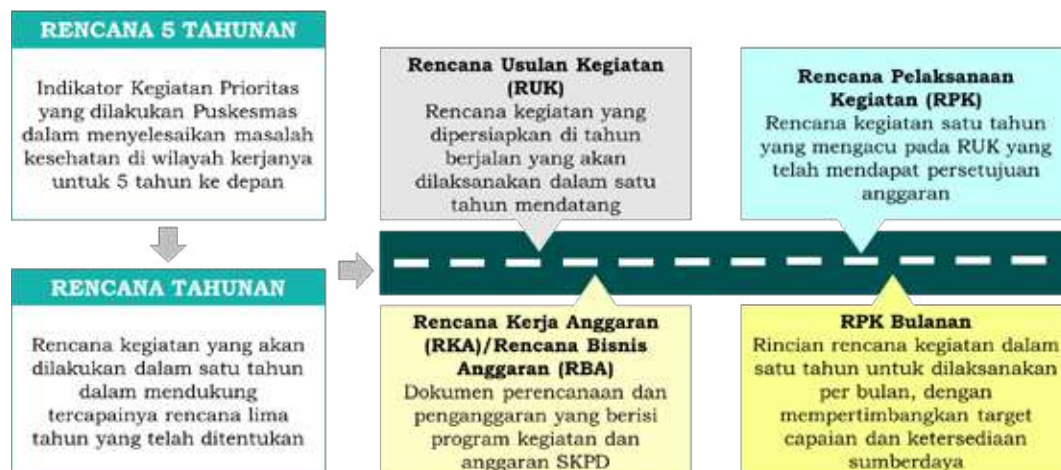 RENCANA 5 TAHUNAN
Indikator Kegiatan Prioritas
yang dilakukan Puskesmas
dalam menyelesaikan masalah
kesehatan di wilayah kerjanya
untuk 5 tahun ke depan
RENCANA TAHUNAN
Rencana kegiatan yang akan
dilakukan dalam satu tahun
dalam mendukung
tercapainya rencana lima
tahun yang telah ditentukan
Rencana Usulan Kegiatan
(RUK)
Rencana kegiatan yang
dipersiapkan di tahun
berjalan yang akan
dilaksanakan dalam satu
tahun mendatang
Rencana Pelaksanaan
Kegiatan (RPK)
Rencana kegiatan satu tahun
yang mengacu pada RUK yang
telah mendapat persetujuan
anggaran
Rencana Kerja Anggaran
(RKA)/Rencana Bisnis
Anggaran (RBA)
Dokumen perencanaan dan
penganggaran yang berisi
program kegiatan dan
anggaran SKPD
RPK Bulanan
Rincian rencana kegiatan dalam
satu tahun untuk dilaksanakan
per bulan, dengan
mempertimbangkan target
capaian dan ketersediaan
sumberdaya